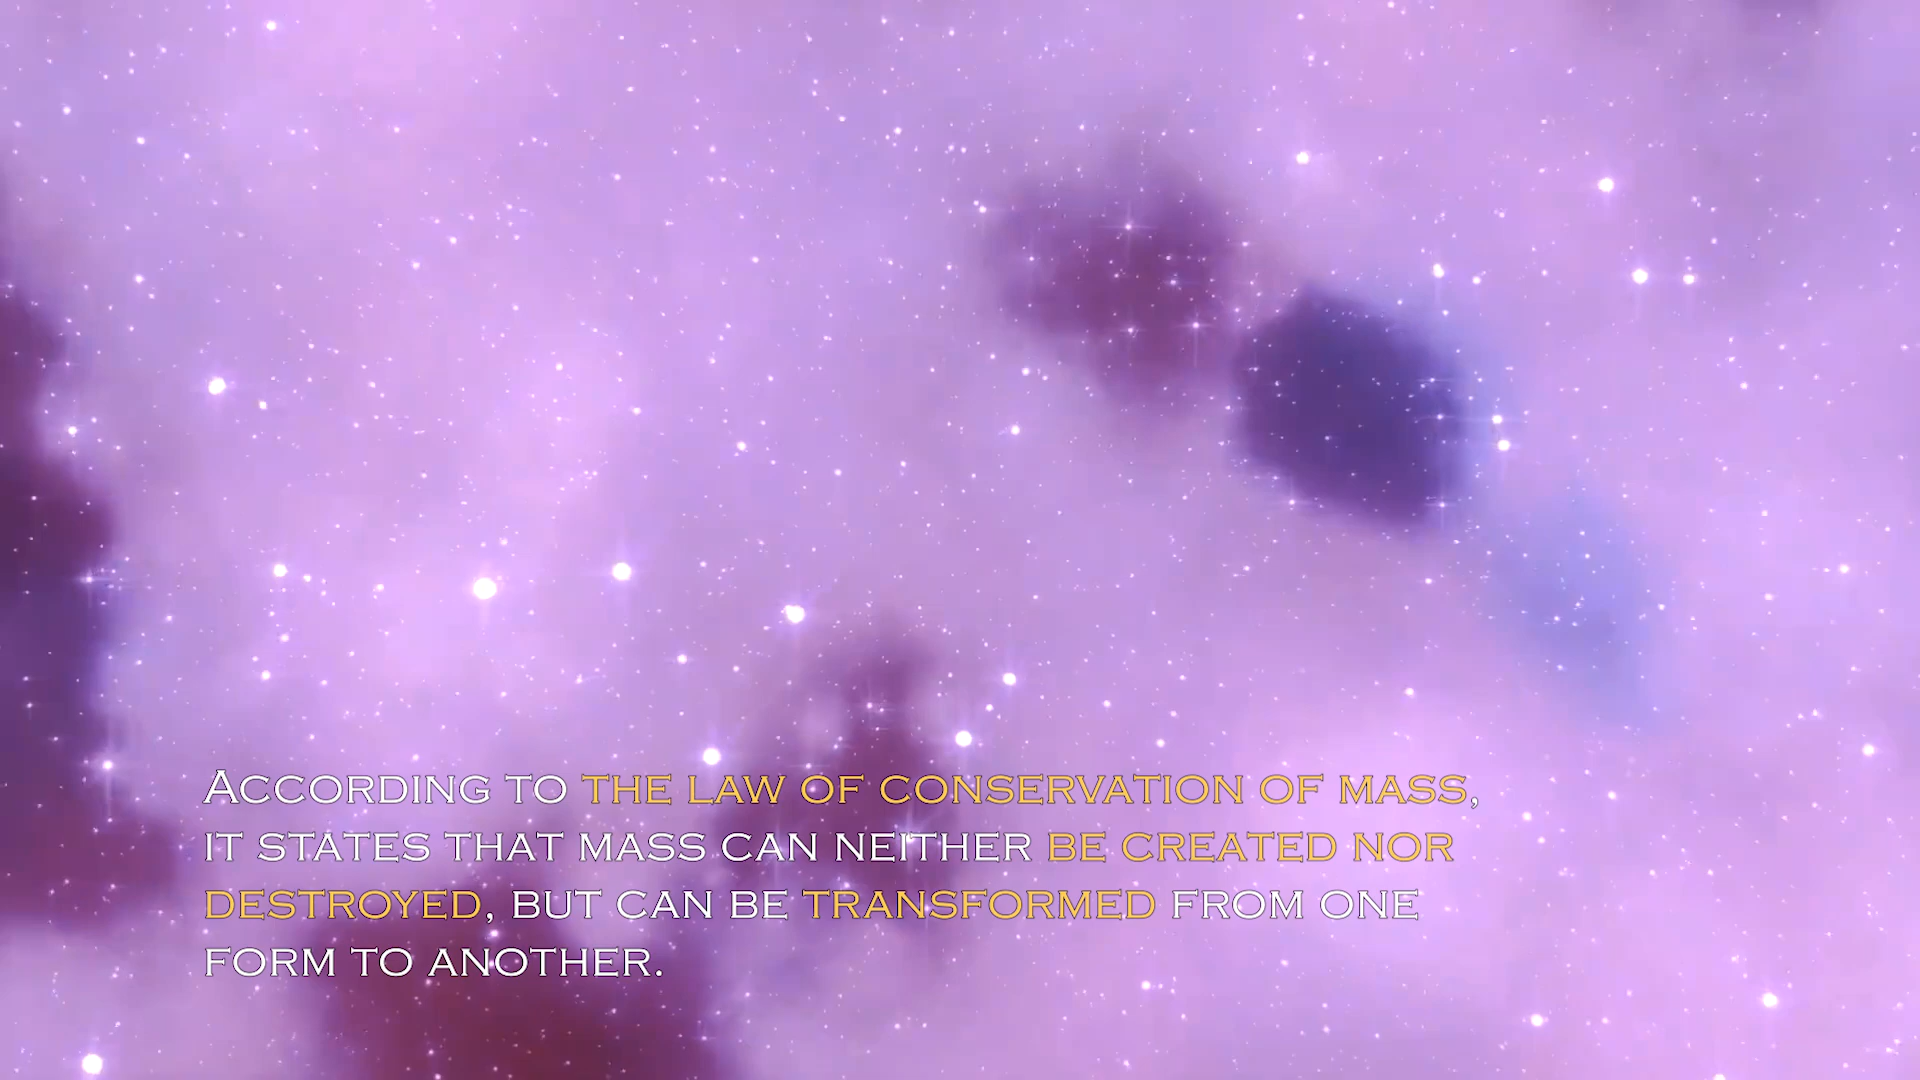 According to the law of conservation of mass,
it states that mass can neither be created nor
destroyed, but can be transformed from one
form to another.